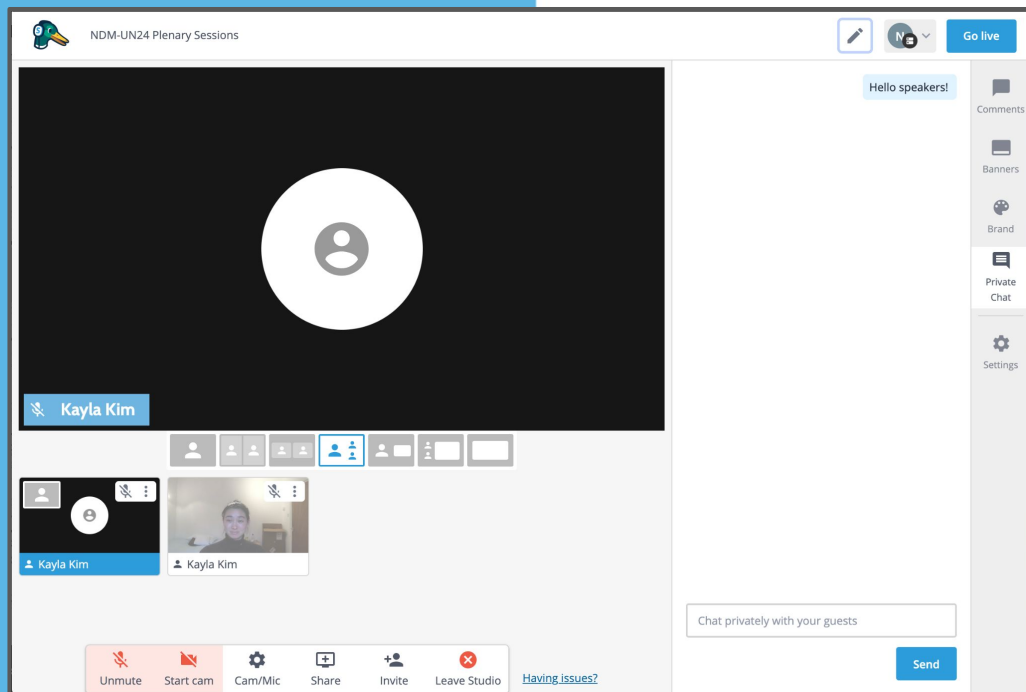 NDM-UN24 Plenary Sessions
N
Go live
Hello speakers!
Comments
Banners
Brand
Private
Chat
Settings
Kayla Kim
Kayla Kim
Kayla Kim
Chat privately with your guests
Send
Unmute
Start cam
Cam/Mic
Share
Invite
Leave Studio
Having issues?